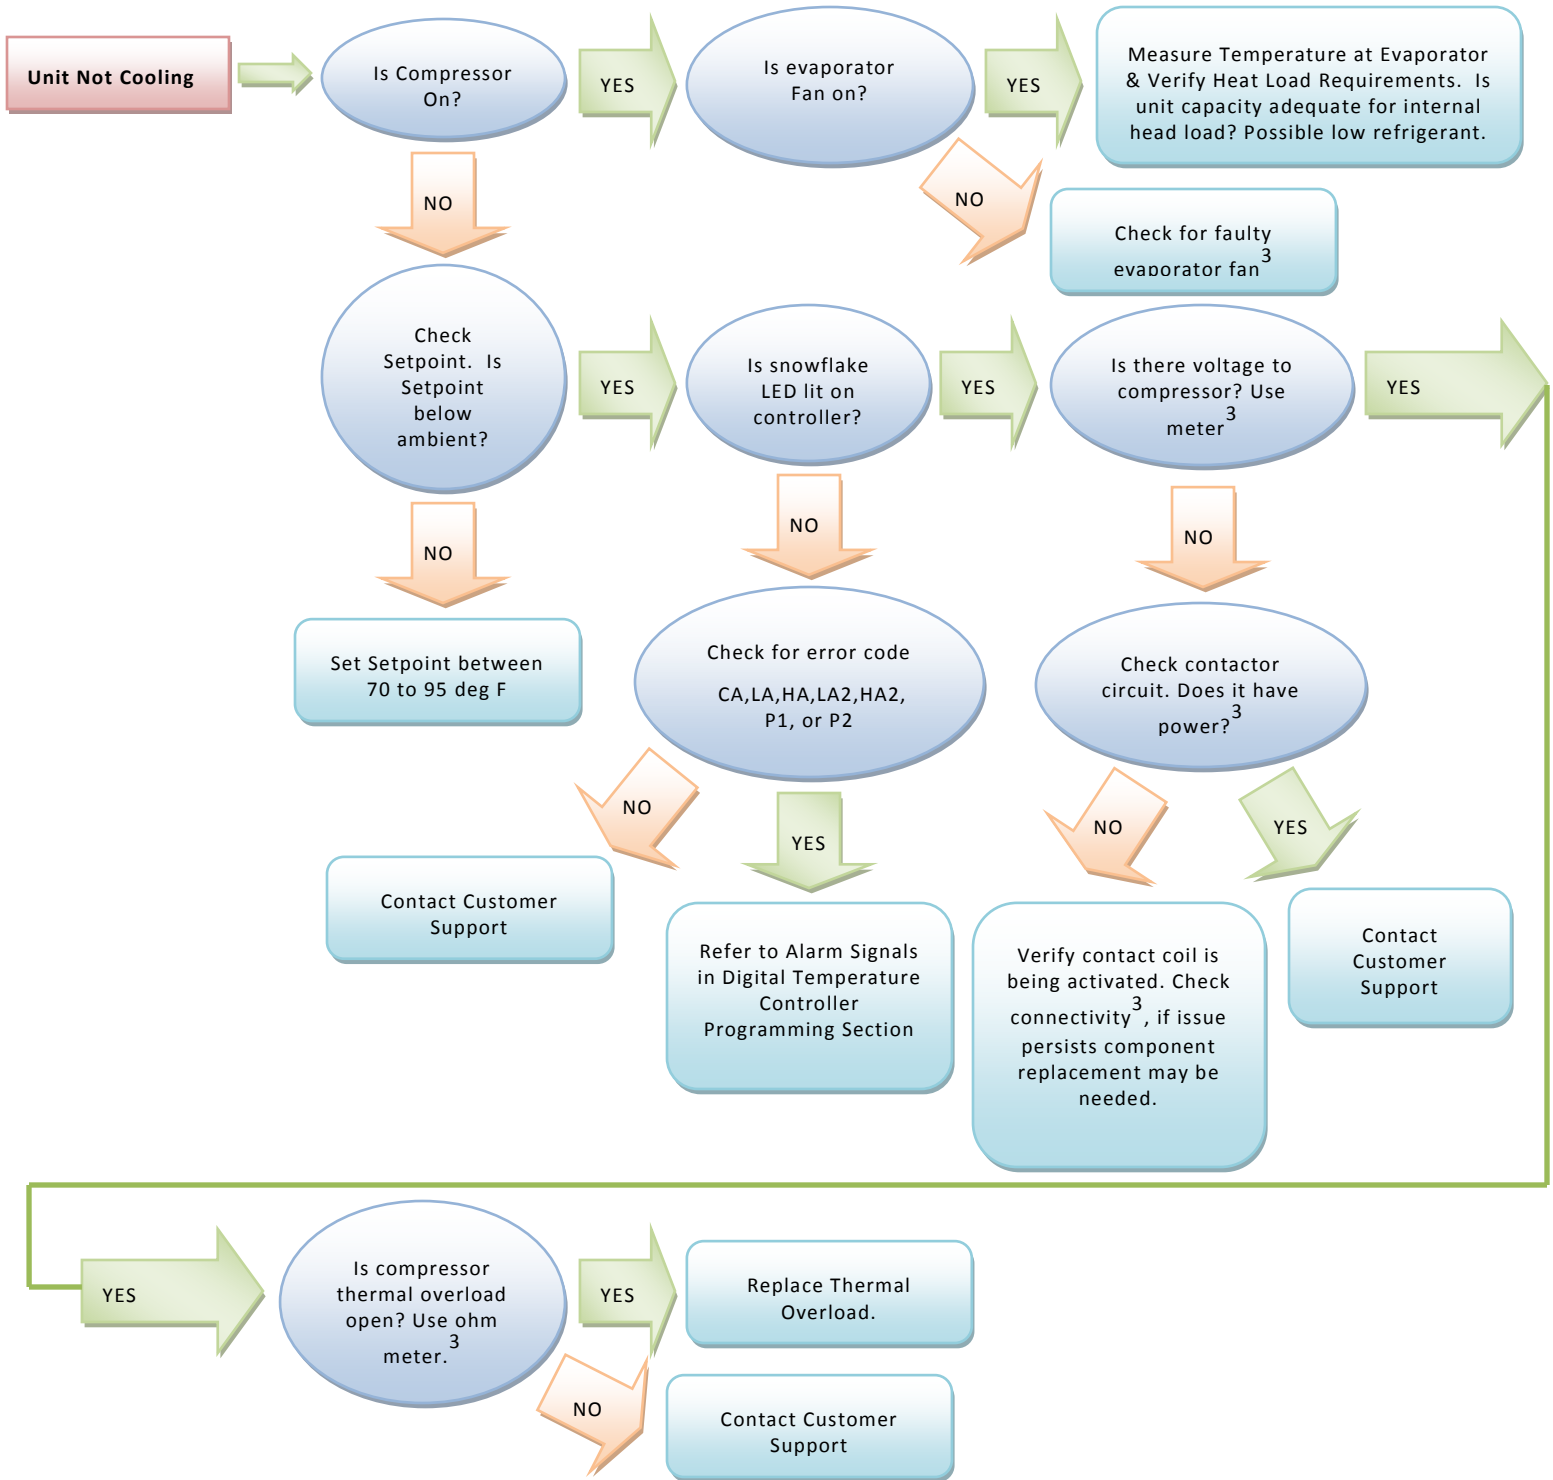 Unit Not Cooling
Is Compressor
On?
YES
Is evaporator
Fan on?
YES
Measure Temperature at Evaporator
& Verify Heat Load Requirements. Is
unit capacity adequate for internal
head load? Possible low refrigerant.
NO
NO
Check for faulty
evaporator fan3
Check
Setpoint. Is
Setpoint
below
ambient?
YES
Is snowflake
LED lit on
controller?
YES
Is there voltage to
compressor? Use
meter3
YES
NO
NO
NO
Set Setpoint between
70 to 95 deg F
Check for error code
CA,LA,HA,LA2,HA2,
P1, or P2
Check contactor
circuit. Does it have
power?3
NO
YES
NO
YES
Contact Customer
Support
Refer to Alarm Signals
in Digital Temperature
Controller
Programming Section
Verify contact coil is
being activated. Check
connectivity3, if issue
persists component
replacement may be
needed.
Contact
Customer
Support
YES
Is compressor
thermal overload
open? Use ohm
meter.3
YES
Replace Thermal
Overload.
NO
Contact Customer
Support